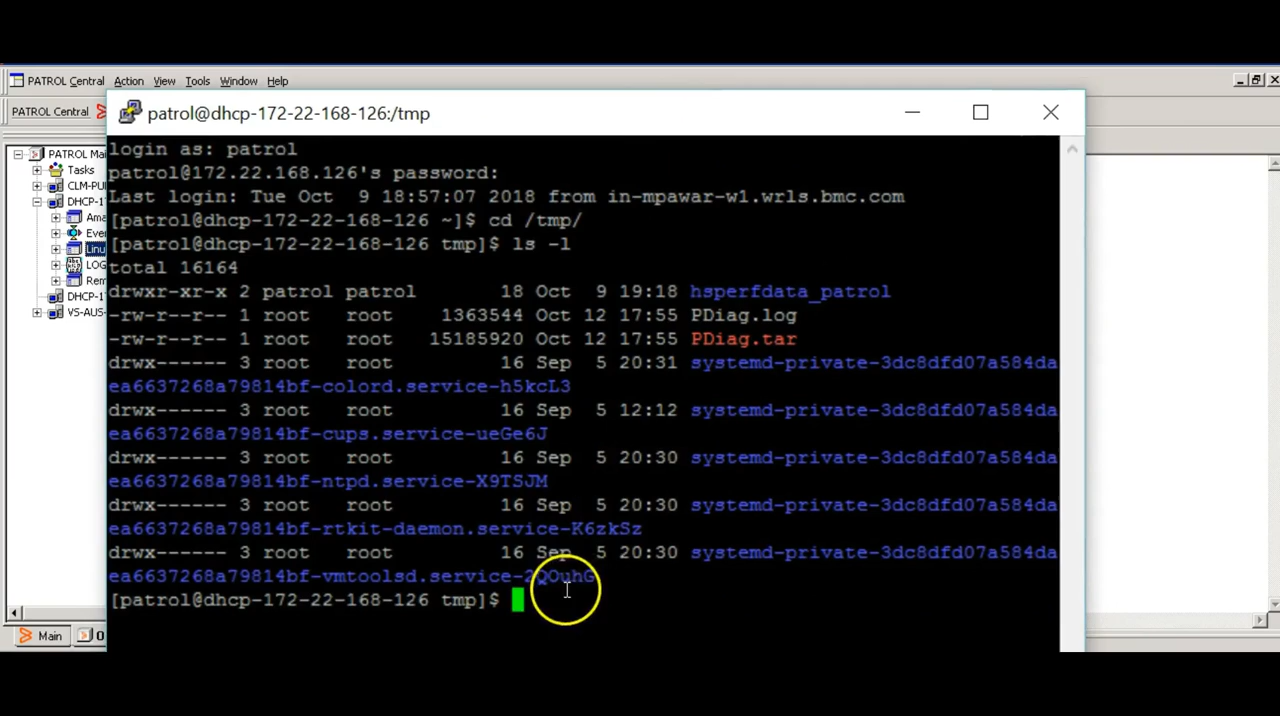 PATROL Central Action View Tools Window Help
PATROL Central
patrol@dhcp-172-22-168-126:/tmp
PATROL Mai
Tasks
CLM-PU
DHCP-1
Ama
Ever
Linu
LOG
Rem
DHCP-1
VS-AUS-
login as: patrol
patrol@172.22.168.126's password:
Last login: Tue Oct  9 18:57:07 2018 from in-mpawar-w1.wrls.bmc.com
[patrol@dhcp-172-22-168-126 ~]$ cd /tmp/
[patrol@dhcp-172-22-168-126 tmp]$ ls -l
total 16164
drwxr-xr-x 2 patrol patrol       18 Oct  9 19:18 hsperfdata_patrol
-rw-r--r-- 1 root   root    1363544 Oct 12 17:55 PDiag.log
-rw-r--r-- 1 root   root   15185920 Oct 12 17:55 PDiag.tar
drwx------ 3 root   root         16 Sep  5 20:31 systemd-private-3dc8dfd07a584da
ea6637268a79814bf-colord.service-h5kcL3
drwx------ 3 root   root         16 Sep  5 12:12 systemd-private-3dc8dfd07a584da
ea6637268a79814bf-cups.service-ueGe6J
drwx------ 3 root   root         16 Sep  5 20:30 systemd-private-3dc8dfd07a584da
ea6637268a79814bf-ntpd.service-X9TSJM
drwx------ 3 root   root         16 Sep  5 20:30 systemd-private-3dc8dfd07a584da
ea6637268a79814bf-rtkit-daemon.service-K6zkSz
drwx------ 3 root   root         16 Sep  5 20:30 systemd-private-3dc8dfd07a584da
ea6637268a79814bf-vmtoolsd.service-2QOuhG
[patrol@dhcp-172-22-168-126 tmp]$
Main O